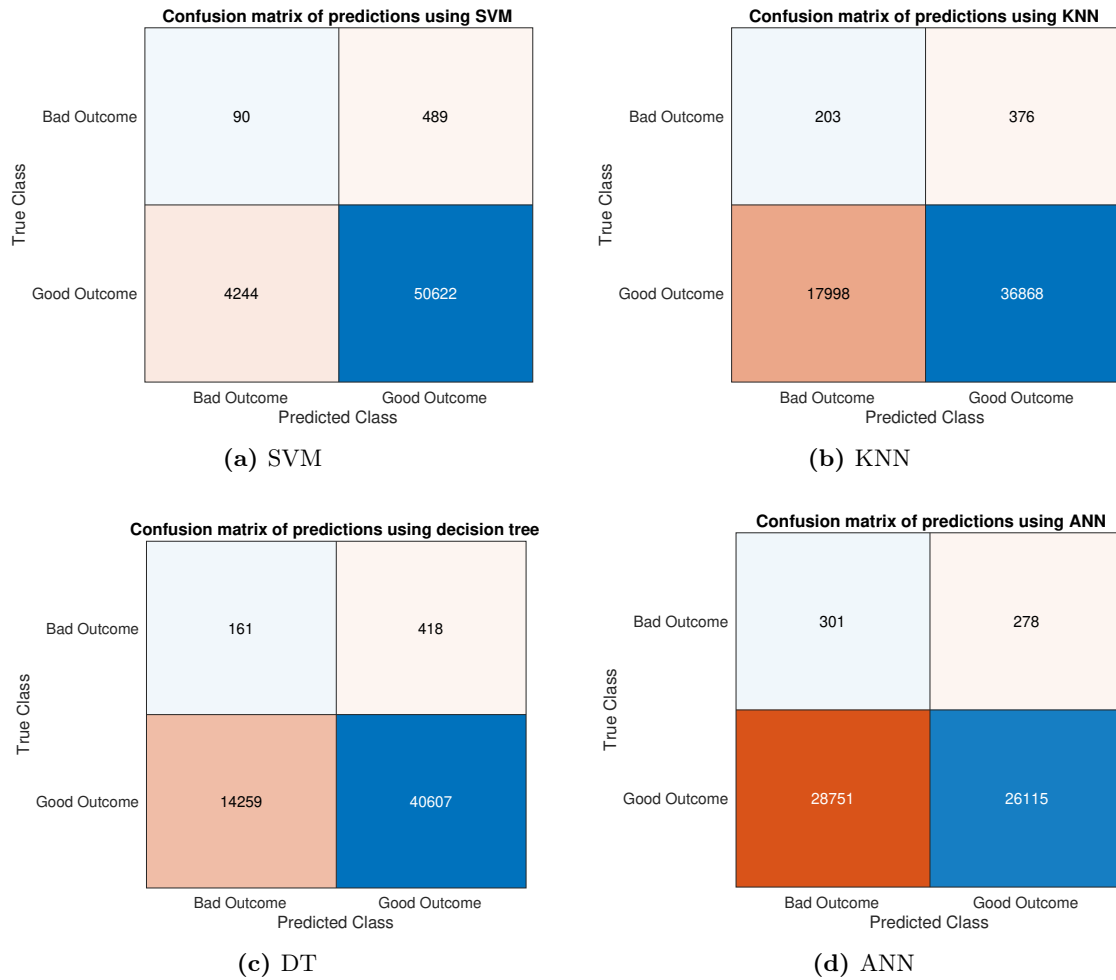 Confusion matrix of predictions using SVM
Bad Outcome
90
489
True Class
Good Outcome
4244
50622
Bad Outcome
Good Outcome
Predicted Class
(a) SVM
Confusion matrix of predictions using KNN
Bad Outcome
203
376
True Class
Good Outcome
17998
36868
Bad Outcome
Good Outcome
Predicted Class
(b) KNN
Confusion matrix of predictions using decision tree
Bad Outcome
161
418
True Class
Good Outcome
14259
40607
Bad Outcome
Good Outcome
Predicted Class
(c) DT
Confusion matrix of predictions using ANN
Bad Outcome
301
278
True Class
Good Outcome
28751
26115
Bad Outcome
Good Outcome
Predicted Class
(d) ANN